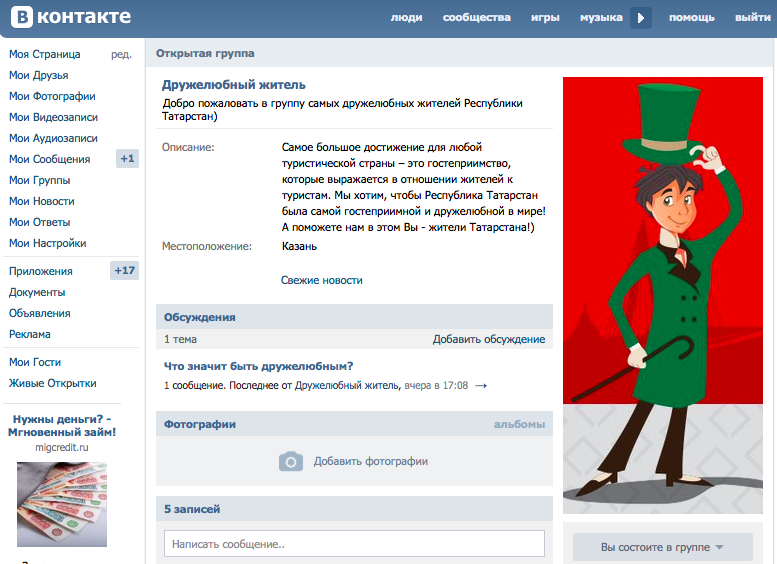 В контакте
люди сообщества игры музыка помощь выйти
Моя Страница ред.
Мои Друзья
Мои Фотографии
Мои Видеозаписи
Мои Аудиозаписи
Мои Сообщения +1
Мои Группы
Мои Новости
Мои Ответы
Мои Настройки
Приложения +17
Документы
Объявления
Реклама
Мои Гости
Живые Открытки
Нужны деньги? -
Мгновенный займ!
migcredit.ru
Открытая группа
Дружелюбный житель
Добро пожаловать в группу самых дружелюбных жителей Республики
Татарстан)
Описание: Самое большое достижение для любой
туристической страны – это гостеприимство,
которые выражается в отношении жителей к
туристам. Мы хотим, чтобы Республика Татарстан
была самой гостеприимной и дружелюбной в мире!
А поможете нам в этом Вы - жители Татарстана!)
Местоположение: Казань
Свежие новости
Обсуждения
1 тема Добавить обсуждение
Что значит быть дружелюбным?
1 сообщение. Последнее от Дружелюбный житель, вчера в 17:08 →
Фотографии альбомы
Добавить фотографии
5 записей
Написать сообщение..
Вы состоите в группе